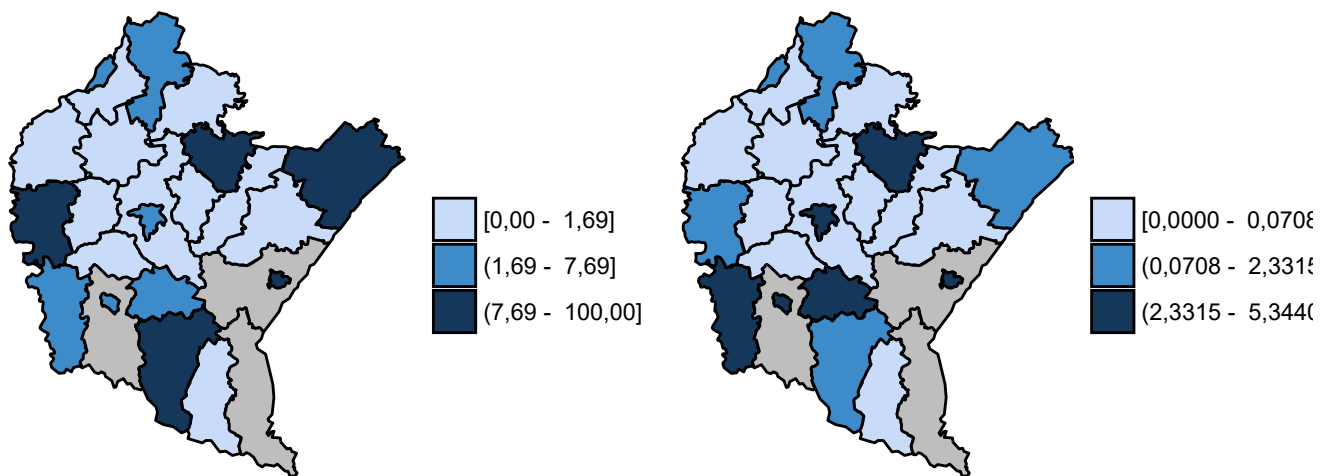 [0,00 - 1,69]
(1,69 - 7,69]
(7,69 - 100,00]
[0,0000 - 0,0708
(0,0708 - 2,3315
(2,3315 - 5,3440